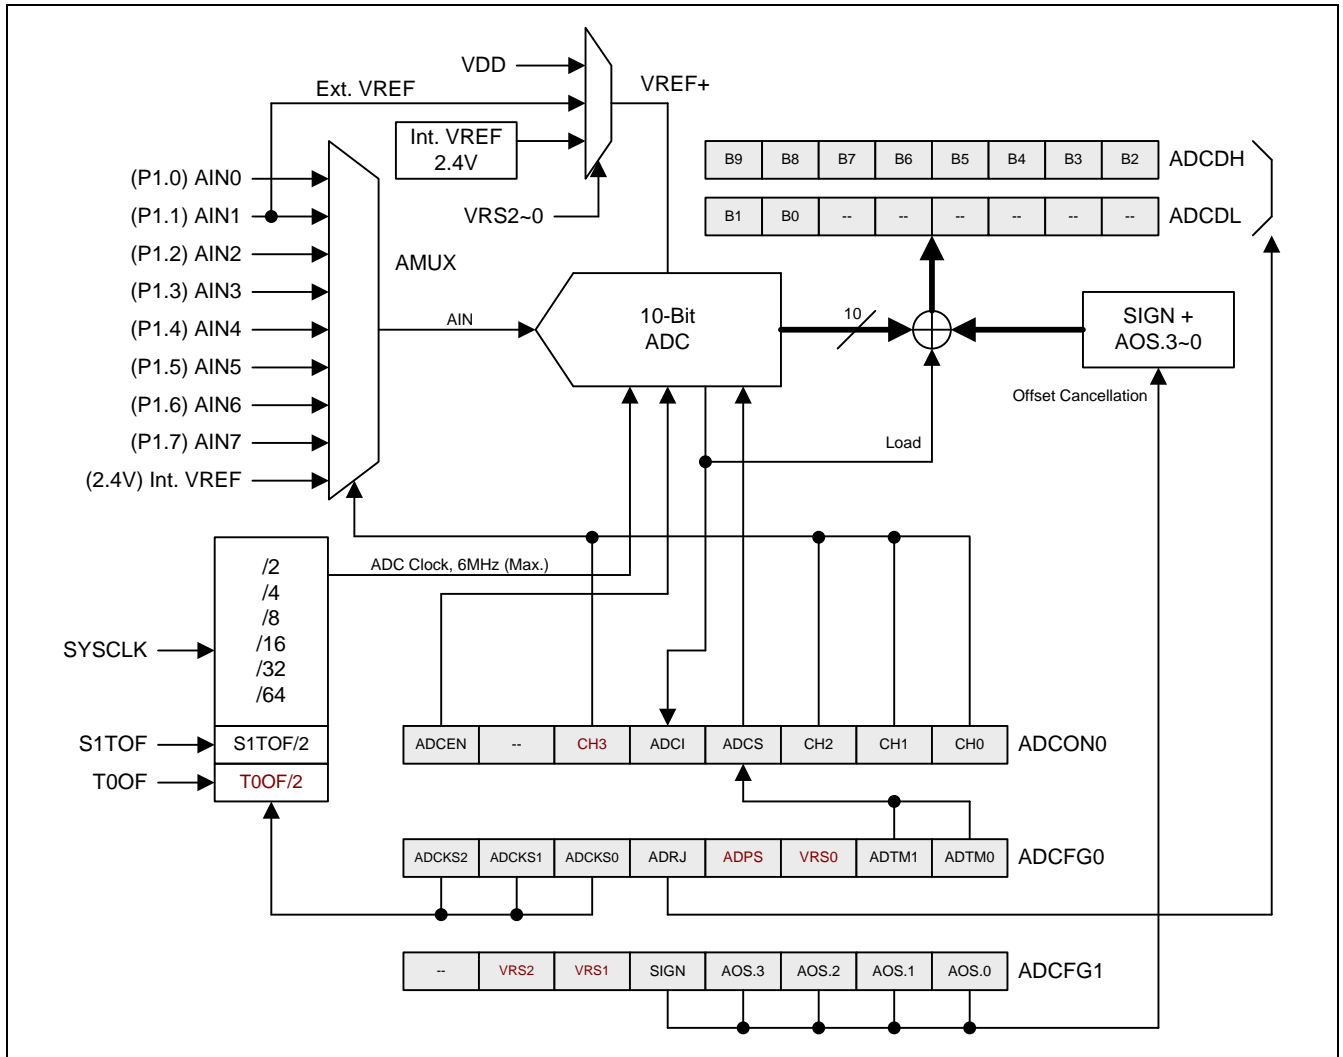 VDD
VREF+
Ext. VREF
Int. VREF
2.4V
VRS2~0
B9 B8 B7 B6 B5 B4 B3 B2 ADCDH
B1 B0 -- -- -- -- -- -- ADCDL
(P1.0) AIN0
(P1.1) AIN1
(P1.2) AIN2
(P1.3) AIN3
(P1.4) AIN4
(P1.5) AIN5
(P1.6) AIN6
(P1.7) AIN7
(2.4V) Int. VREF
AMUX
AIN
10-Bit
ADC
10
SIGN +
AOS.3~0
Offset Cancellation
Load
/2
/4
/8
/16
/32
/64
ADC Clock, 6MHz (Max.)
SYSCLK
S1TOF
S1TOF/2
T0OF
T0OF/2
ADCEN -- CH3 ADCI ADCS CH2 CH1 CH0 ADCON0
ADCKS2 ADCKS1 ADCKS0 ADRJ ADPS VRS0 ADTM1 ADTM0 ADCFG0
-- VRS2 VRS1 SIGN AOS.3 AOS.2 AOS.1 AOS.0 ADCFG1